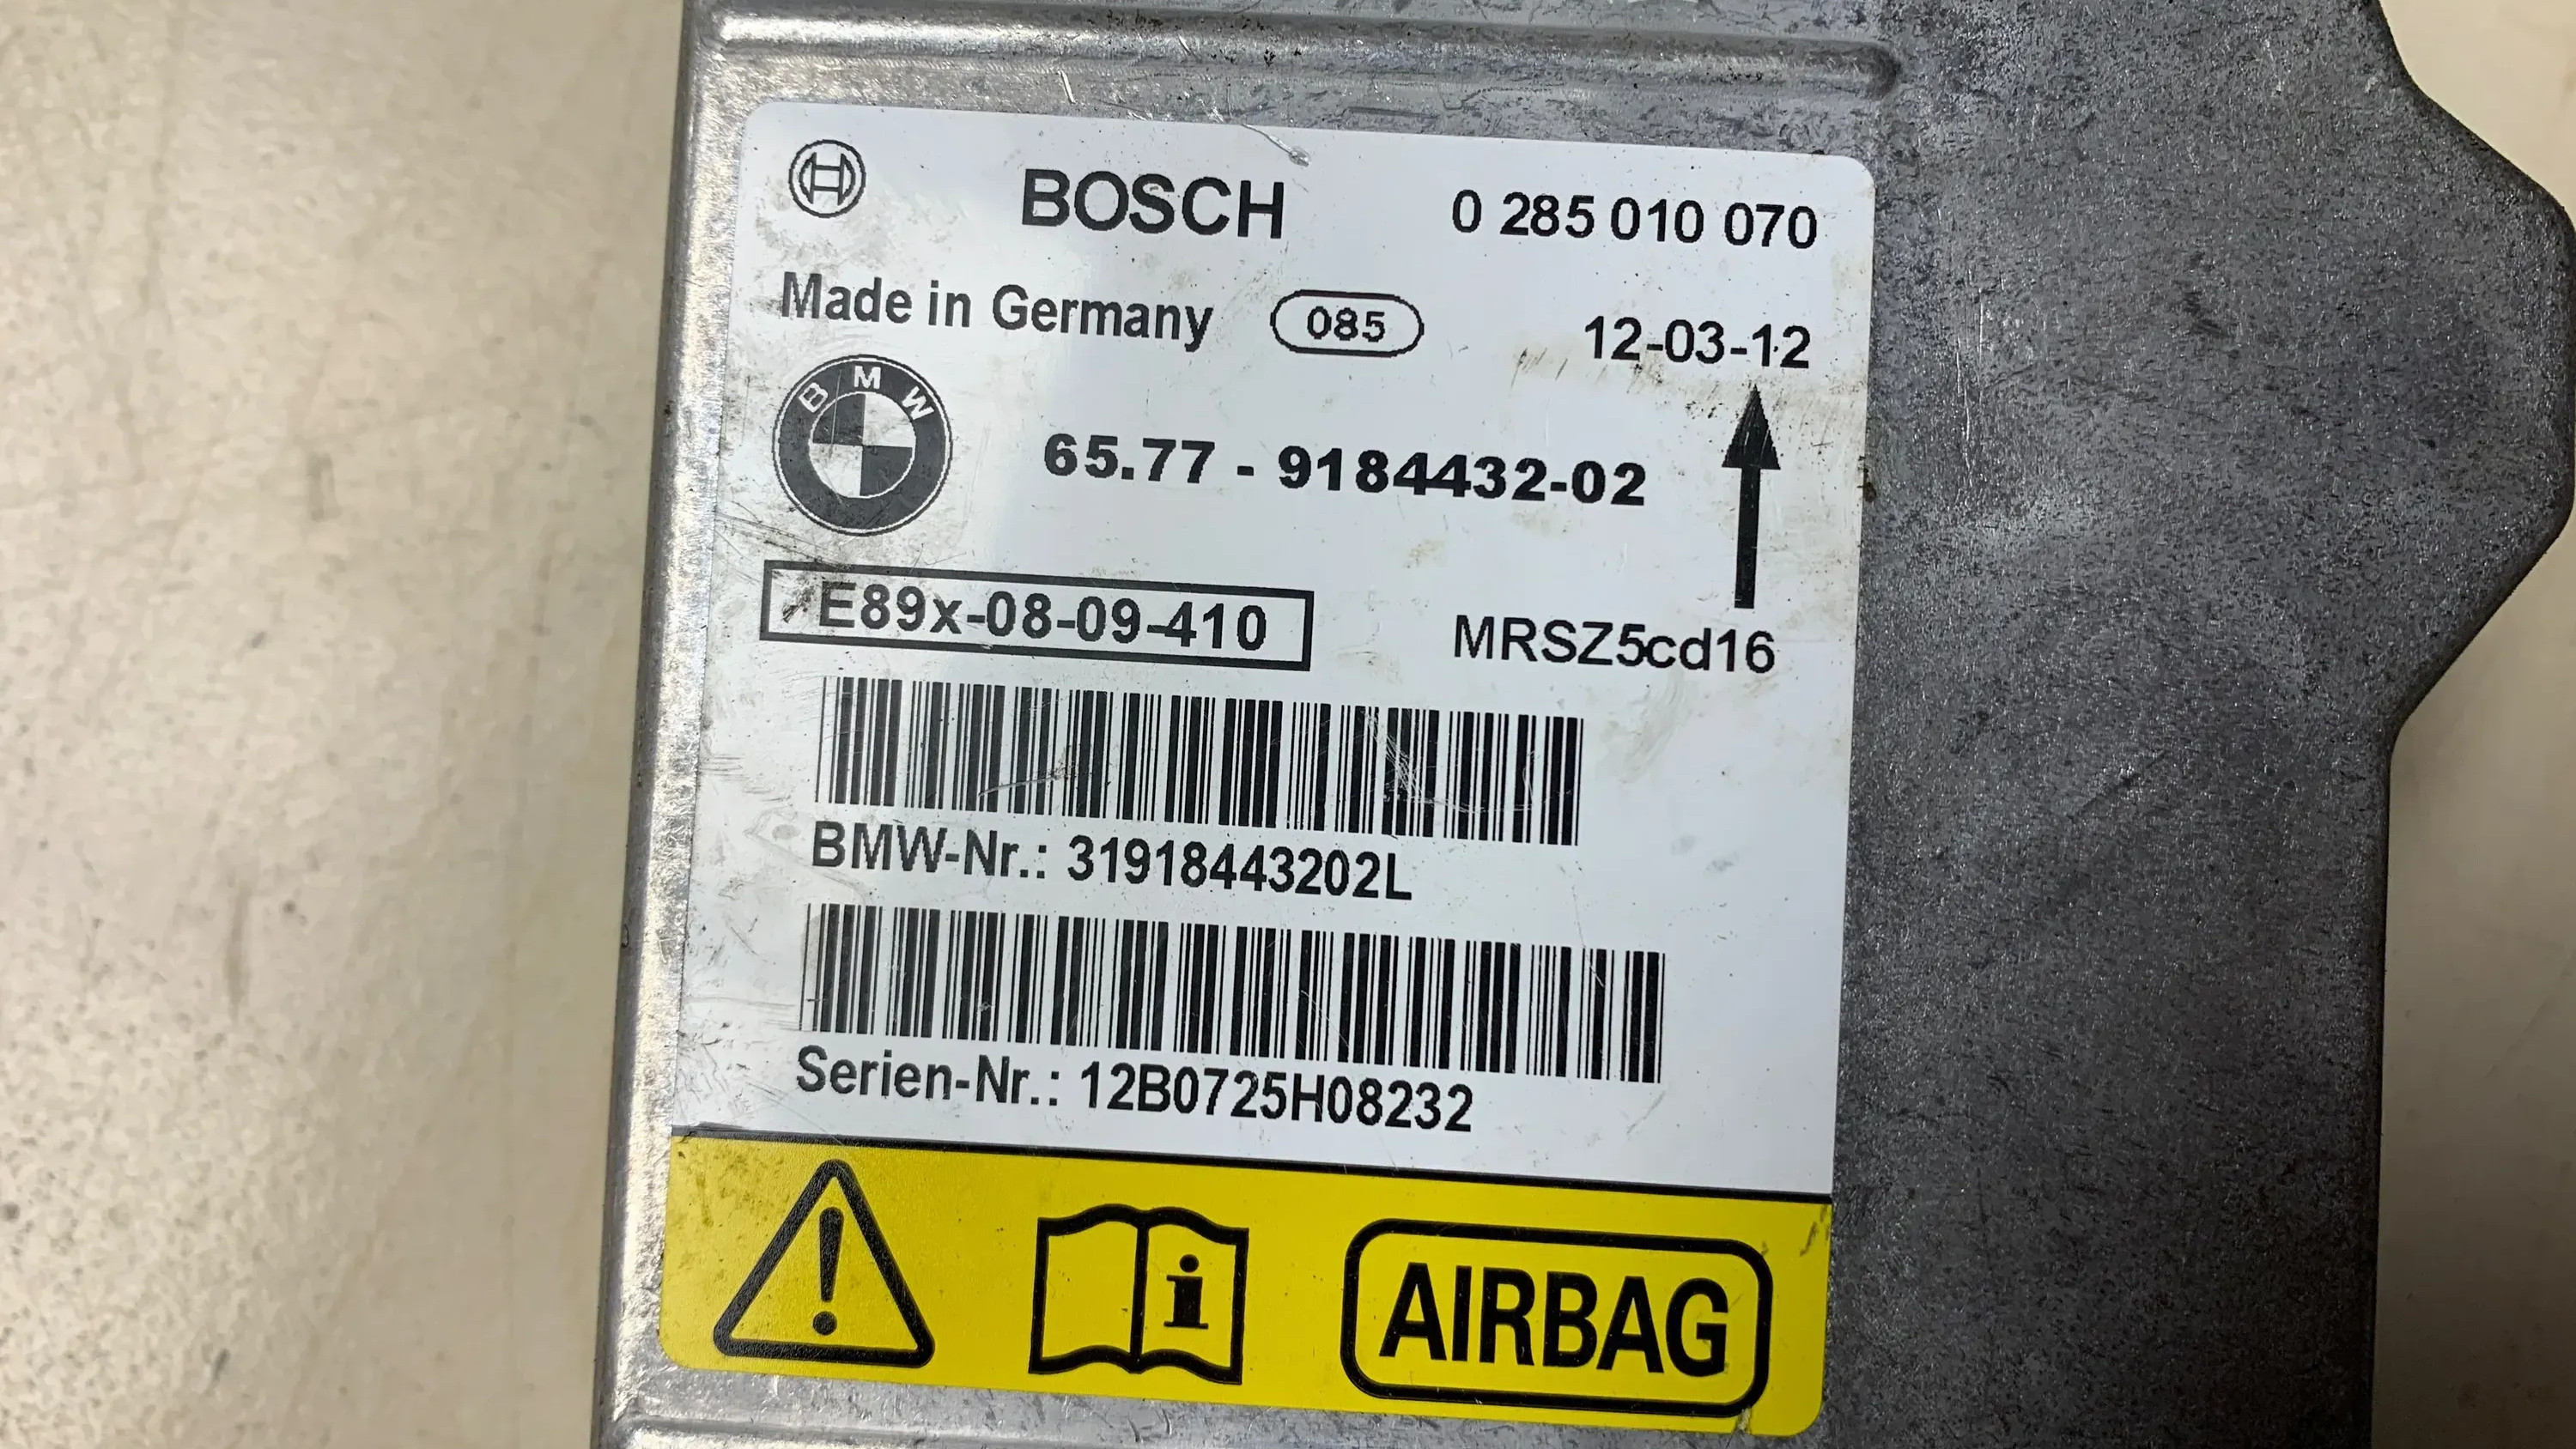 BOSCH 0 285 010 070
Made in Germany 085 12-03-12
BMW 65.77 - 9184432-02
E89x-08-09-410 MRSZ5cd16
BMW-Nr.: 31918443202L
Serien-Nr.: 12B0725H08232
i AIRBAG